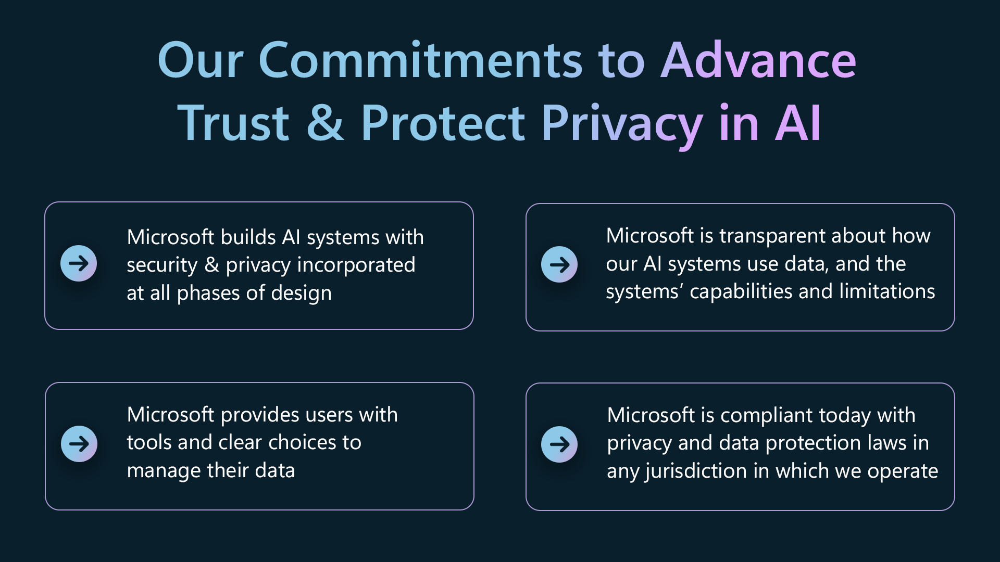 Our Commitments to Advance
Trust & Protect Privacy in AI
Microsoft builds AI systems with
security & privacy incorporated
at all phases of design
Microsoft is transparent about how
our AI systems use data, and the
systems’ capabilities and limitations
Microsoft provides users with
tools and clear choices to
manage their data
Microsoft is compliant today with
privacy and data protection laws in
any jurisdiction in which we operate